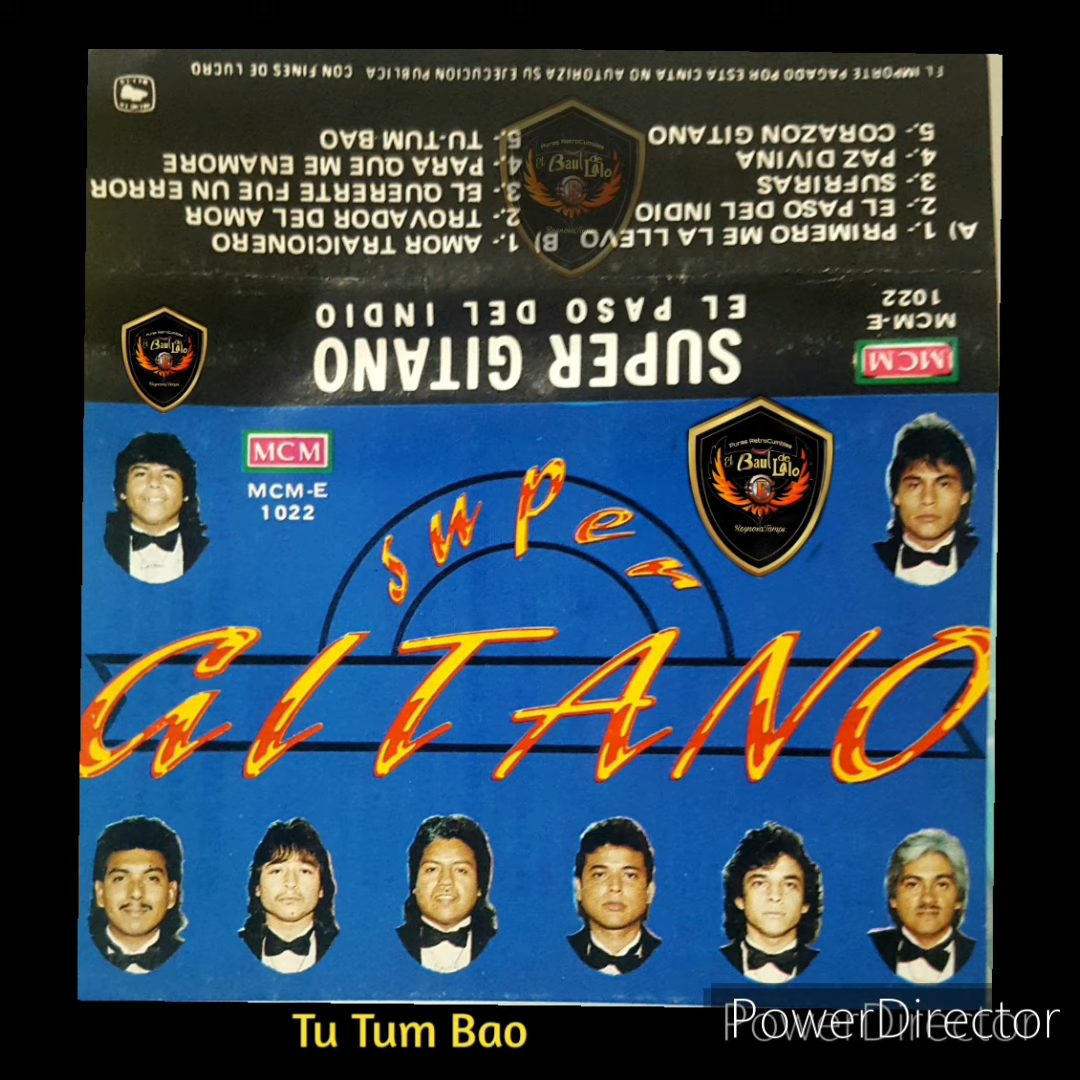 EL IMPORTE PAGADO POR ESTA CINTA NO AUTORIZA SU EJECUCION PUBLICA CON FINES DE LUCRO
A) 1.- PRIMERO ME LA LLEVO
2.- EL PASO DEL INDIO
3.- SUFRIRAS
4.- PAZ DIVINA
5.- CORAZON GITANO
B) 1.- AMOR TRAICIONERO
2.- TROVADOR DEL AMOR
3.- EL QUERERTE FUE UN ERROR
4.- PARA QUE ME ENAMORE
5.- TU-TUM BAO
MCM-E
1022
MCM
SUPER GITANO
EL PASO DEL INDIO
Puras RetroCumbias
El Baul de Lalo
MCM
MCM-E
1022
Puras RetroCumbias
El Baul de Lalo
super
GITANO
Tu Tum Bao
PowerDirector